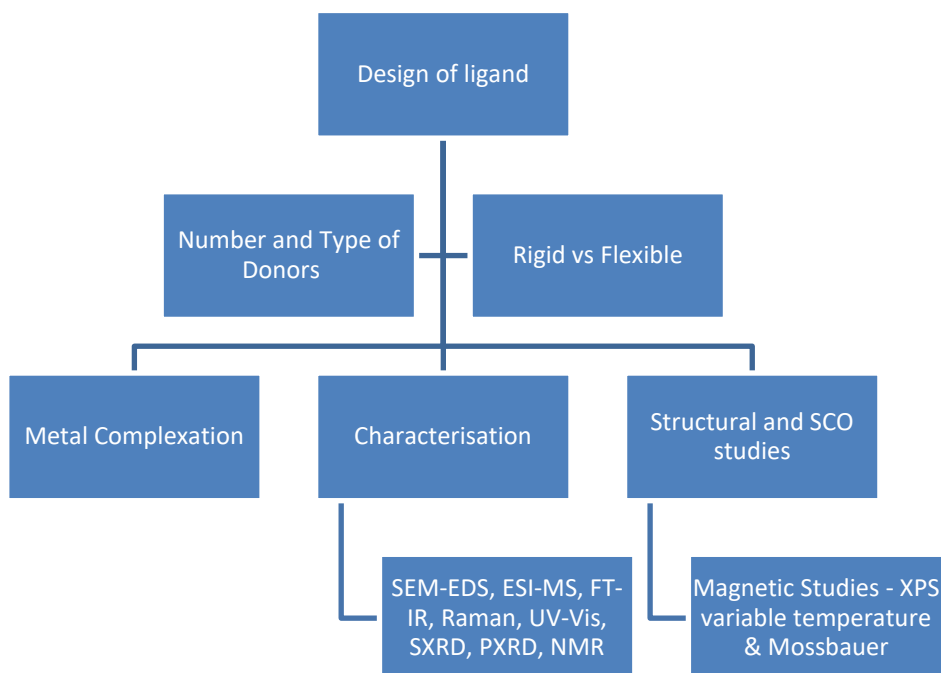 Design of ligand
Number and Type of
Donors
Rigid vs Flexible
Metal Complexation
Characterisation
Structural and SCO
studies
SEM-EDS, ESI-MS, FT-
IR, Raman, UV-Vis,
SXRD, PXRD, NMR
Magnetic Studies - XPS
variable temperature
& Mossbauer